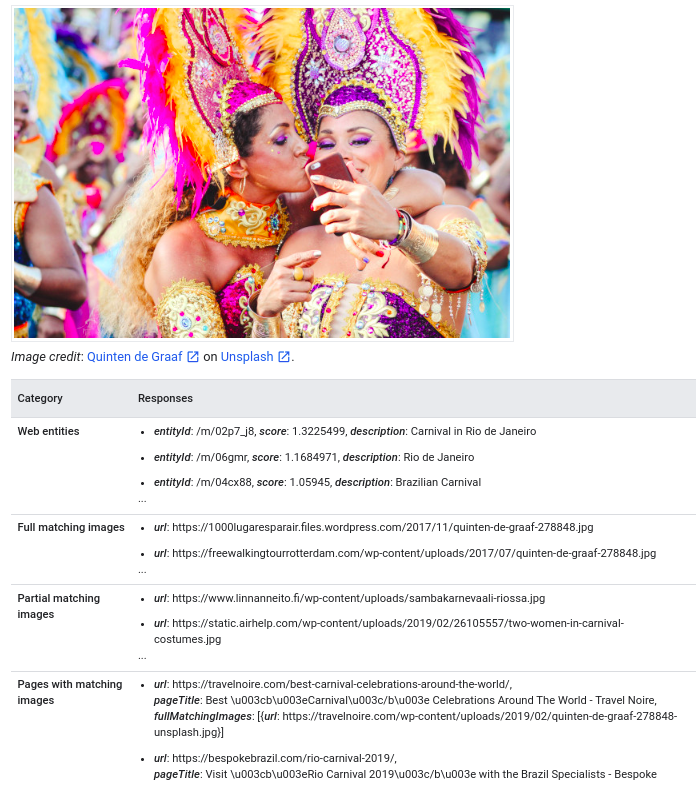 Image credit: Quinten de Graaf on Unsplash .
Category Responses
Web entities
• entityId: /m/02p7_j8, score: 1.3225499, description: Carnival in Rio de Janeiro
• entityId: /m/06gmr, score: 1.1684971, description: Rio de Janeiro
• entityId: /m/04cx88, score: 1.05945, description: Brazilian Carnival
...
Full matching images
• url: https://1000lugaresparair.files.wordpress.com/2017/11/quinten-de-graaf-278848.jpg
• url: https://freewalkingtourrotterdam.com/wp-content/uploads/2017/07/quinten-de-graaf-278848.jpg
...
Partial matching
images
• url: https://www.linnanneito.fi/wp-content/uploads/sambakarnevaali-riossa.jpg
• url: https://static.airhelp.com/wp-content/uploads/2019/02/26105557/two-women-in-carnival-
costumes.jpg
...
Pages with matching
images
• url: https://travelnoire.com/best-carnival-celebrations-around-the-world/,
pageTitle: Best \u003cb\u003eCarnival\u003c/b\u003e Celebrations Around The World - Travel Noire,
fullMatchingImages: [{url: https://travelnoire.com/wp-content/uploads/2019/02/quinten-de-graaf-278848-
unsplash.jpg}]
• url: https://bespokebrazil.com/rio-carnival-2019/,
pageTitle: Visit \u003cb\u003eRio Carnival 2019\u003c/b\u003e with the Brazil Specialists - Bespoke